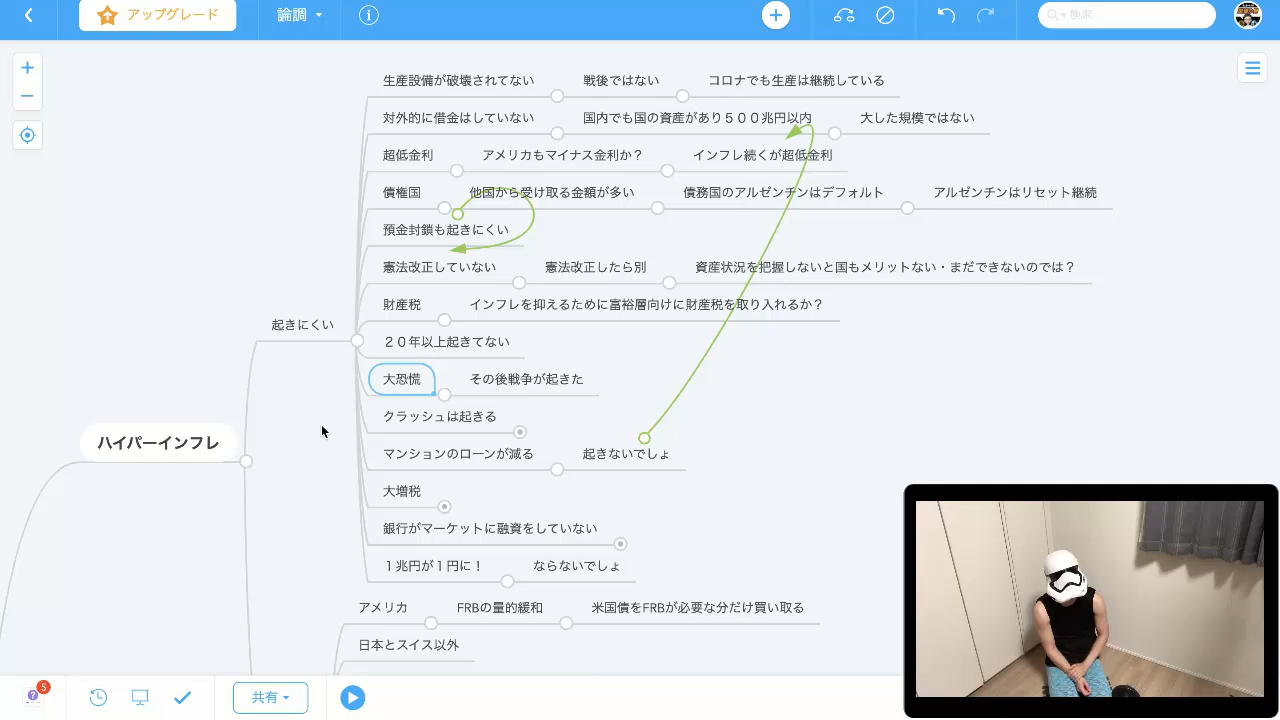 アップグレード
論調
検索
生産設備が破壊されてない 戦後ではない コロナでも生産は継続している
対外的に借金はしていない 国内でも国の資産があり５００兆円以内 大した規模ではない
超低金利 アメリカもマイナス金利か？ インフレ続くが超低金利
債権国 他国から受け取る金額が多い 債務国のアルゼンチンはデフォルト アルゼンチンはリセット継続
預金封鎖も起きにくい
憲法改正していない 憲法改正したら別 資産状況を把握しないと国もメリットない・まだできないのでは？
財産税 インフレを抑えるために富裕層向けに財産税を取り入れるか？
起きにくい
２０年以上起きてない
大恐慌 その後戦争が起きた
クラッシュは起きる
ハイパーインフレ
マンションのローンが減る 起きないでしょ
大増税
銀行がマーケットに融資をしていない
１兆円が１円に！ ならないでしょ
アメリカ FRBの量的緩和 米国債をFRBが必要な分だけ買い取る
日本とスイス以外
5
共有